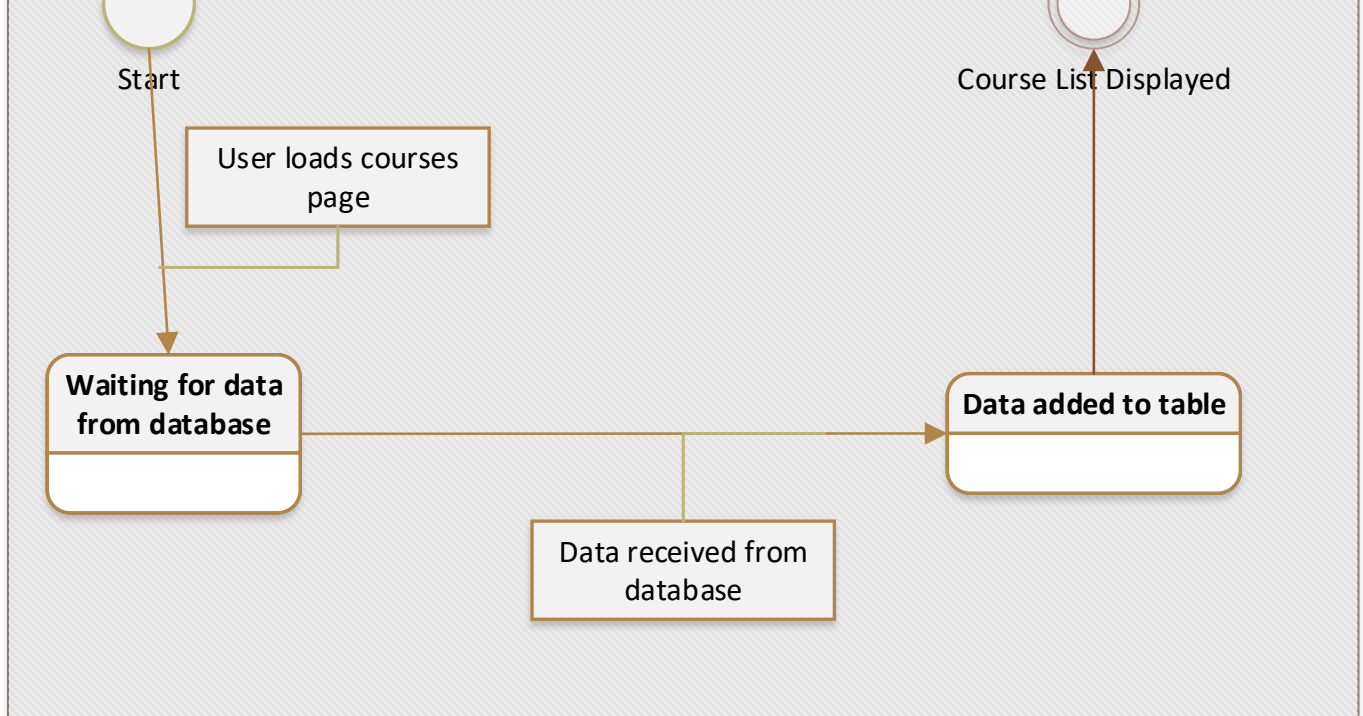 Start
Course List Displayed
User loads courses
page
Waiting for data
from database
Data added to table
Data received from
database